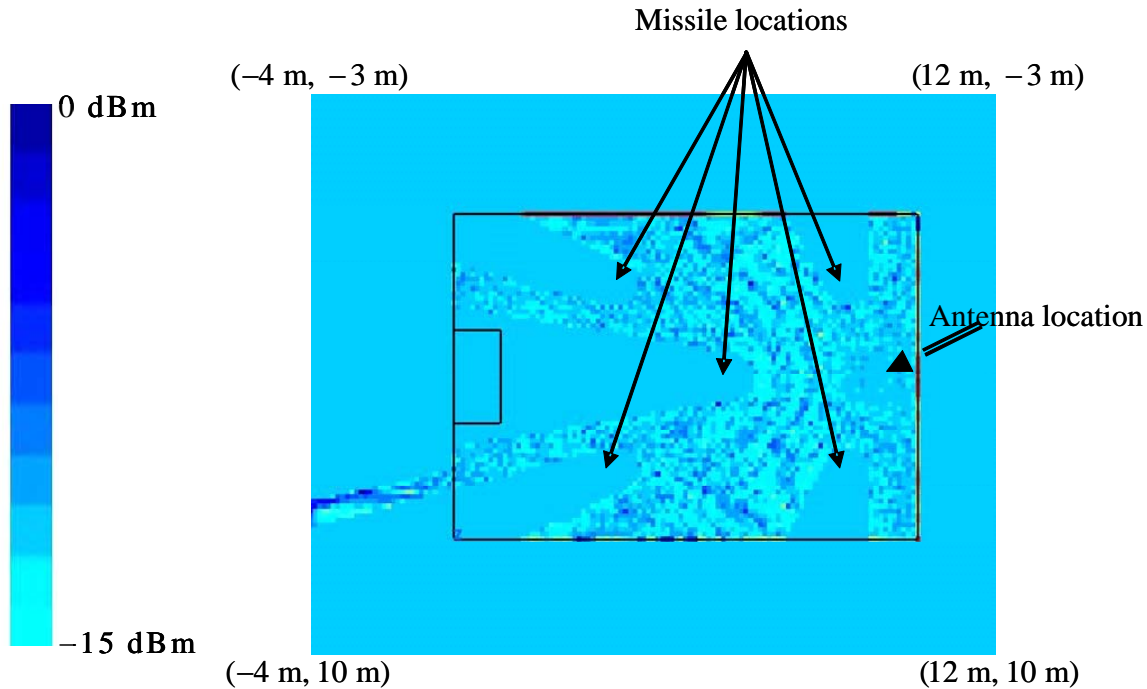 Missile locations
(−4 m, −3 m)
(12 m, −3 m)
0 dBm
Antenna location
−15 dBm
(−4 m, 10 m)
(12 m, 10 m)